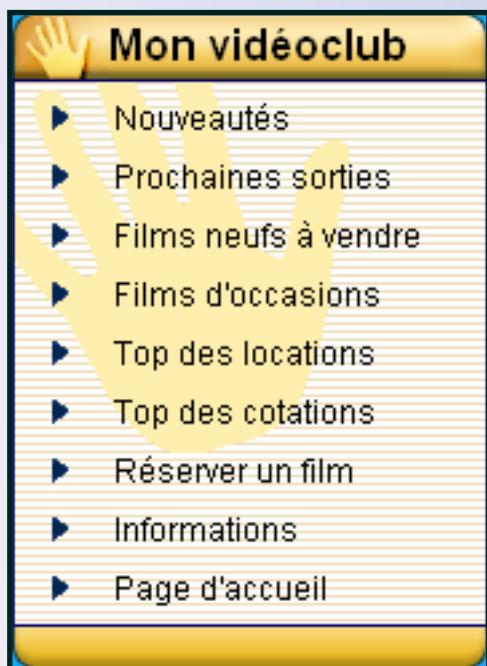 Mon vidéoclub
Nouveautés
Prochaines sorties
Films neufs à vendre
Films d'occasions
Top des locations
Top des cotations
Réserver un film
Informations
Page d'accueil